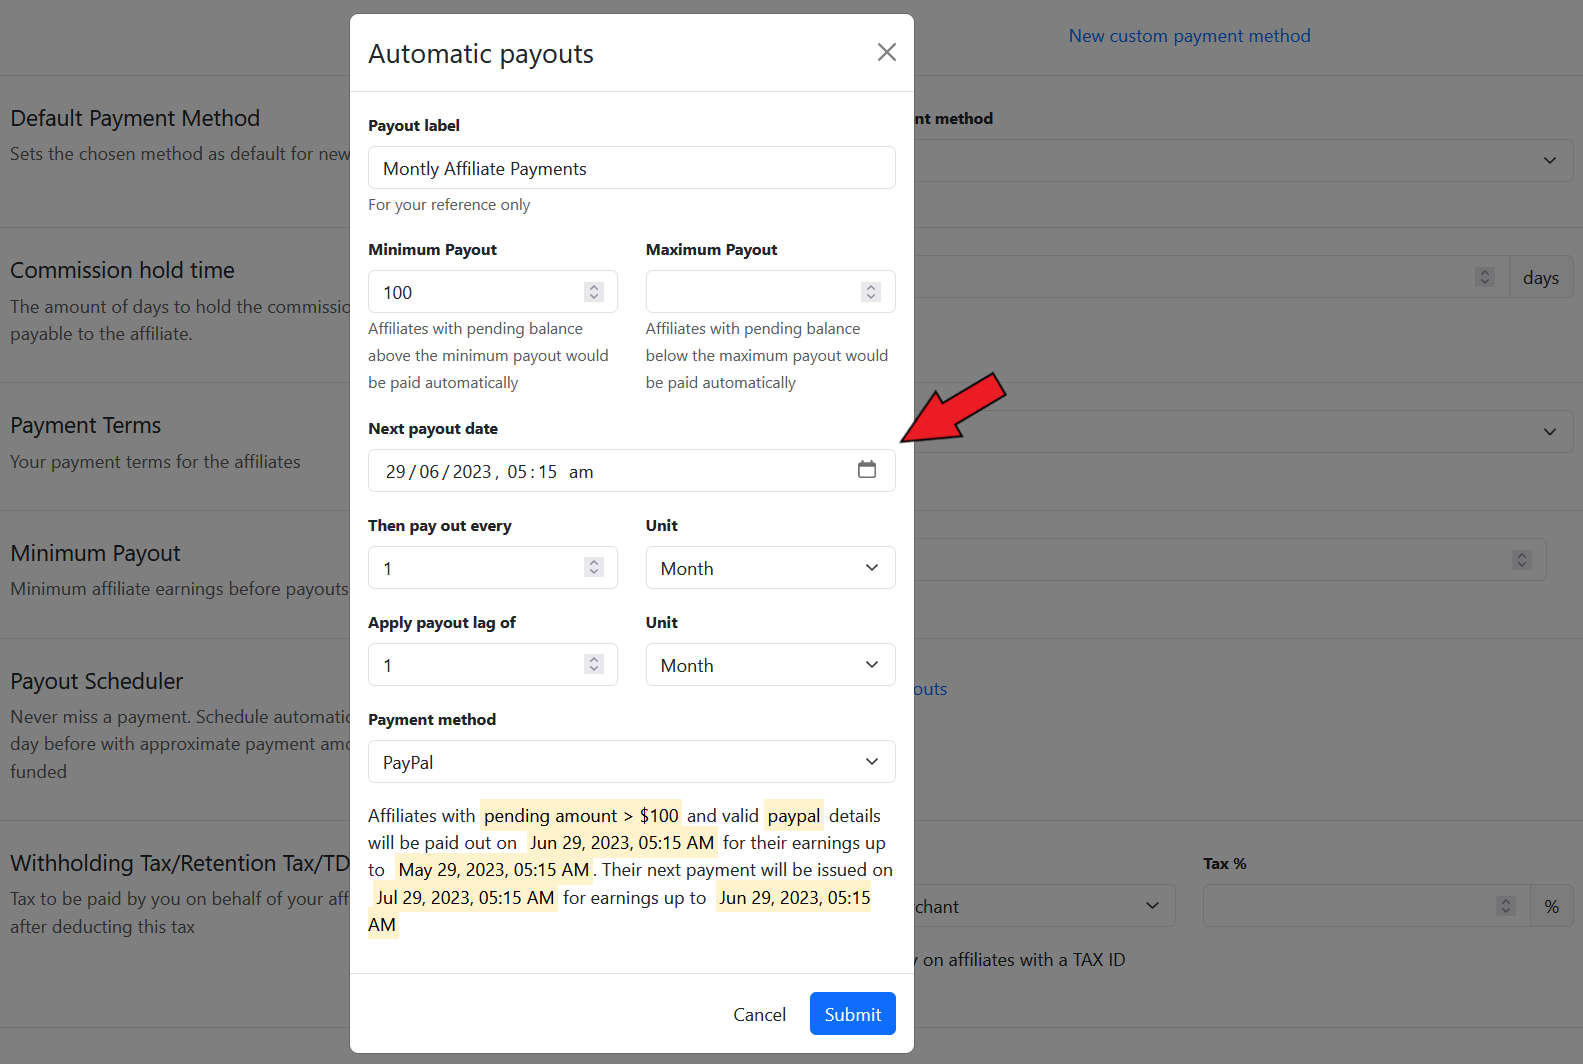 New custom payment method
Automatic payouts
Default Payment Method
Sets the chosen method as default for new
nt method
Payout label
Montly Affiliate Payments
For your reference only
Minimum Payout
Maximum Payout
100
Affiliates with pending balance
above the minimum payout would
be paid automatically
Affiliates with pending balance
below the maximum payout would
be paid automatically
Commission hold time
The amount of days to hold the commissio
payable to the affiliate.
days
Next payout date
29/06/2023, 05:15 am
Payment Terms
Your payment terms for the affiliates
Then pay out every
Unit
1
Month
Minimum Payout
Minimum affiliate earnings before payouts
Apply payout lag of
Unit
1
Month
Payout Scheduler
Never miss a payment. Schedule automatic
day before with approximate payment amo
funded
outs
Payment method
PayPal
Affiliates with pending amount > $100 and valid paypal details
will be paid out on Jun 29, 2023, 05:15 AM for their earnings up
to May 29, 2023, 05:15 AM. Their next payment will be issued on
Jul 29, 2023, 05:15 AM for earnings up to Jun 29, 2023, 05:15
AM
Withholding Tax/Retention Tax/TD
Tax to be paid by you on behalf of your aff
after deducting this tax
Tax %
chant
%
on affiliates with a TAX ID
Cancel
Submit